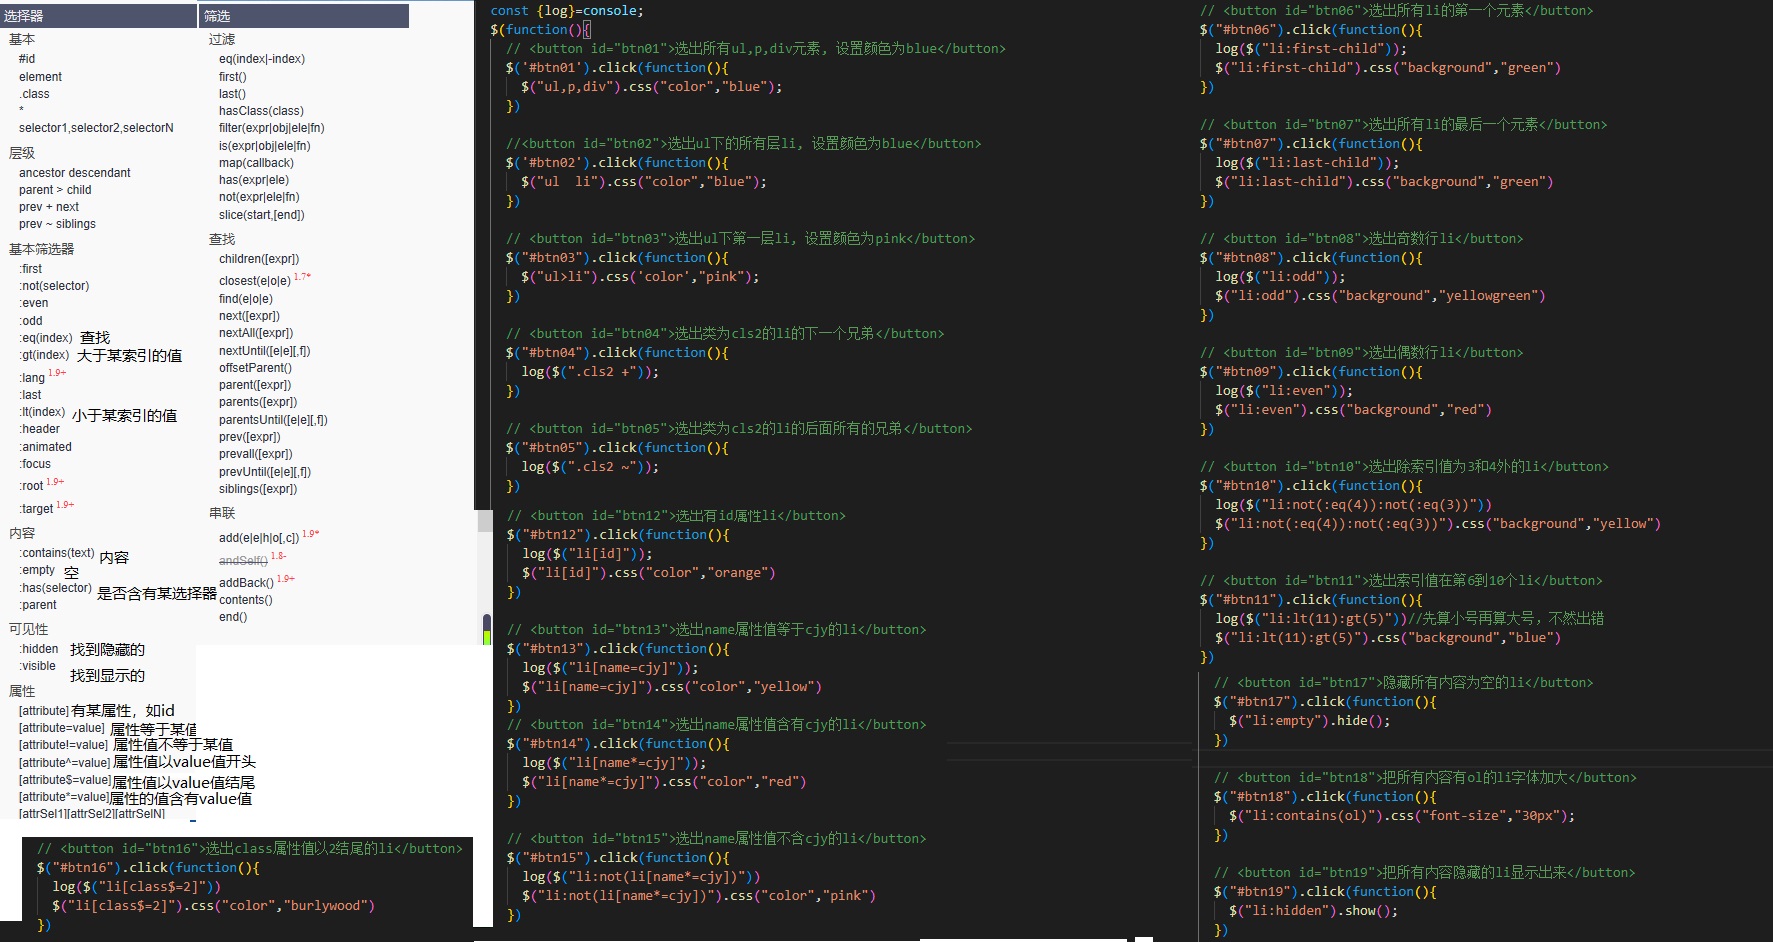 选择器
基本
#id
element
.class
*
selector1,selector2,selectorN
层级
ancestor descendant
parent > child
prev + next
prev ~ siblings
基本筛选器
:first
:not(selector)
:even
:odd
:eq(index) 查找
:gt(index) 大于某索引的值
:lang 1.9+
:last
:lt(index) 小于某索引的值
:header
:animated
:focus
:root 1.9+
:target 1.9+
内容
:contains(text) 内容
:empty 空
:has(selector) 是否含有某选择器
:parent
可见性
:hidden 找到隐藏的
:visible 找到显示的
属性
[attribute] 有某属性，如id
[attribute=value] 属性等于某值
[attribute!=value] 属性值不等于某值
[attribute^=value] 属性值以value值开头
[attribute$=value] 属性值以value值结尾
[attribute*=value] 属性的值含有value值
[attrSel1][attrSel2][attrSelN]
筛选
过滤
eq(index|-index)
first()
last()
hasClass(class)
filter(expr|obj|ele|fn)
is(expr|obj|ele|fn)
map(callback)
has(expr|ele)
not(expr|ele|fn)
slice(start,[end])
查找
children([expr])
closest(e|o|e) 1.7*
find(e|o|e)
next([expr])
nextAll([expr])
nextUntil([e|e][,f])
offsetParent()
parent([expr])
parents([expr])
parentsUntil([e|e][,f])
prev([expr])
prevall([expr])
prevUntil([e|e][,f])
siblings([expr])
串联
add(e|e|h|o[,c]) 1.9*
andSelf() 1.8-
addBack() 1.9+
contents()
end()
// <button id="btn16">选出class属性值以2结尾的li</button>
$("#btn16").click(function(){
log($("li[class$=2]"))
$("li[class$=2]").css("color","burlywood")
})
const {log}=console;
$(function(){
// <button id="btn01">选出所有ul,p,div元素, 设置颜色为blue</button>
$('#btn01').click(function(){
$("ul,p,div").css("color","blue");
})
//<button id="btn02">选出ul下的所有层li, 设置颜色为blue</button>
$('#btn02').click(function(){
$("ul  li").css("color","blue");
})
// <button id="btn03">选出ul下第一层li, 设置颜色为pink</button>
$("#btn03").click(function(){
$("ul>li").css('color',"pink");
})
// <button id="btn04">选出类为cls2的li的下一个兄弟</button>
$("#btn04").click(function(){
log($(".cls2 +"));
})
// <button id="btn05">选出类为cls2的li的后面所有的兄弟</button>
$("#btn05").click(function(){
log($(".cls2 ~"));
})
// <button id="btn12">选出有id属性li</button>
$("#btn12").click(function(){
log($("li[id]"));
$("li[id]").css("color","orange")
})
// <button id="btn13">选出name属性值等于cjy的li</button>
$("#btn13").click(function(){
log($("li[name=cjy]"));
$("li[name=cjy]").css("color","yellow")
})
// <button id="btn14">选出name属性值含有cjy的li</button>
$("#btn14").click(function(){
log($("li[name*=cjy]"));
$("li[name*=cjy]").css("color","red")
})
// <button id="btn15">选出name属性值不含cjy的li</button>
$("#btn15").click(function(){
log($("li:not(li[name*=cjy])"))
$("li:not(li[name*=cjy])").css("color","pink")
})
// <button id="btn06">选出所有li的第一个元素</button>
$("#btn06").click(function(){
log($("li:first-child"));
$("li:first-child").css("background","green")
})
// <button id="btn07">选出所有li的最后一个元素</button>
$("#btn07").click(function(){
log($("li:last-child"));
$("li:last-child").css("background","green")
})
// <button id="btn08">选出奇数行li</button>
$("#btn08").click(function(){
log($("li:odd"));
$("li:odd").css("background","yellowgreen")
})
// <button id="btn09">选出偶数行li</button>
$("#btn09").click(function(){
log($("li:even"));
$("li:even").css("background","red")
})
// <button id="btn10">选出除索引值为3和4外的li</button>
$("#btn10").click(function(){
log($("li:not(:eq(4)):not(:eq(3))"))
$("li:not(:eq(4)):not(:eq(3))").css("background","yellow")
})
// <button id="btn11">选出索引值在第6到10个li</button>
$("#btn11").click(function(){
log($("li:lt(11):gt(5)"))//先算小号再算大号，不然出错
$("li:lt(11):gt(5)").css("background","blue")
})
// <button id="btn17">隐藏所有内容为空的li</button>
$("#btn17").click(function(){
$("li:empty").hide();
})
// <button id="btn18">把所有内容有ol的li字体加大</button>
$("#btn18").click(function(){
$("li:contains(ol)").css("font-size","30px");
})
// <button id="btn19">把所有内容隐藏的li显示出来</button>
$("#btn19").click(function(){
$("li:hidden").show();
})